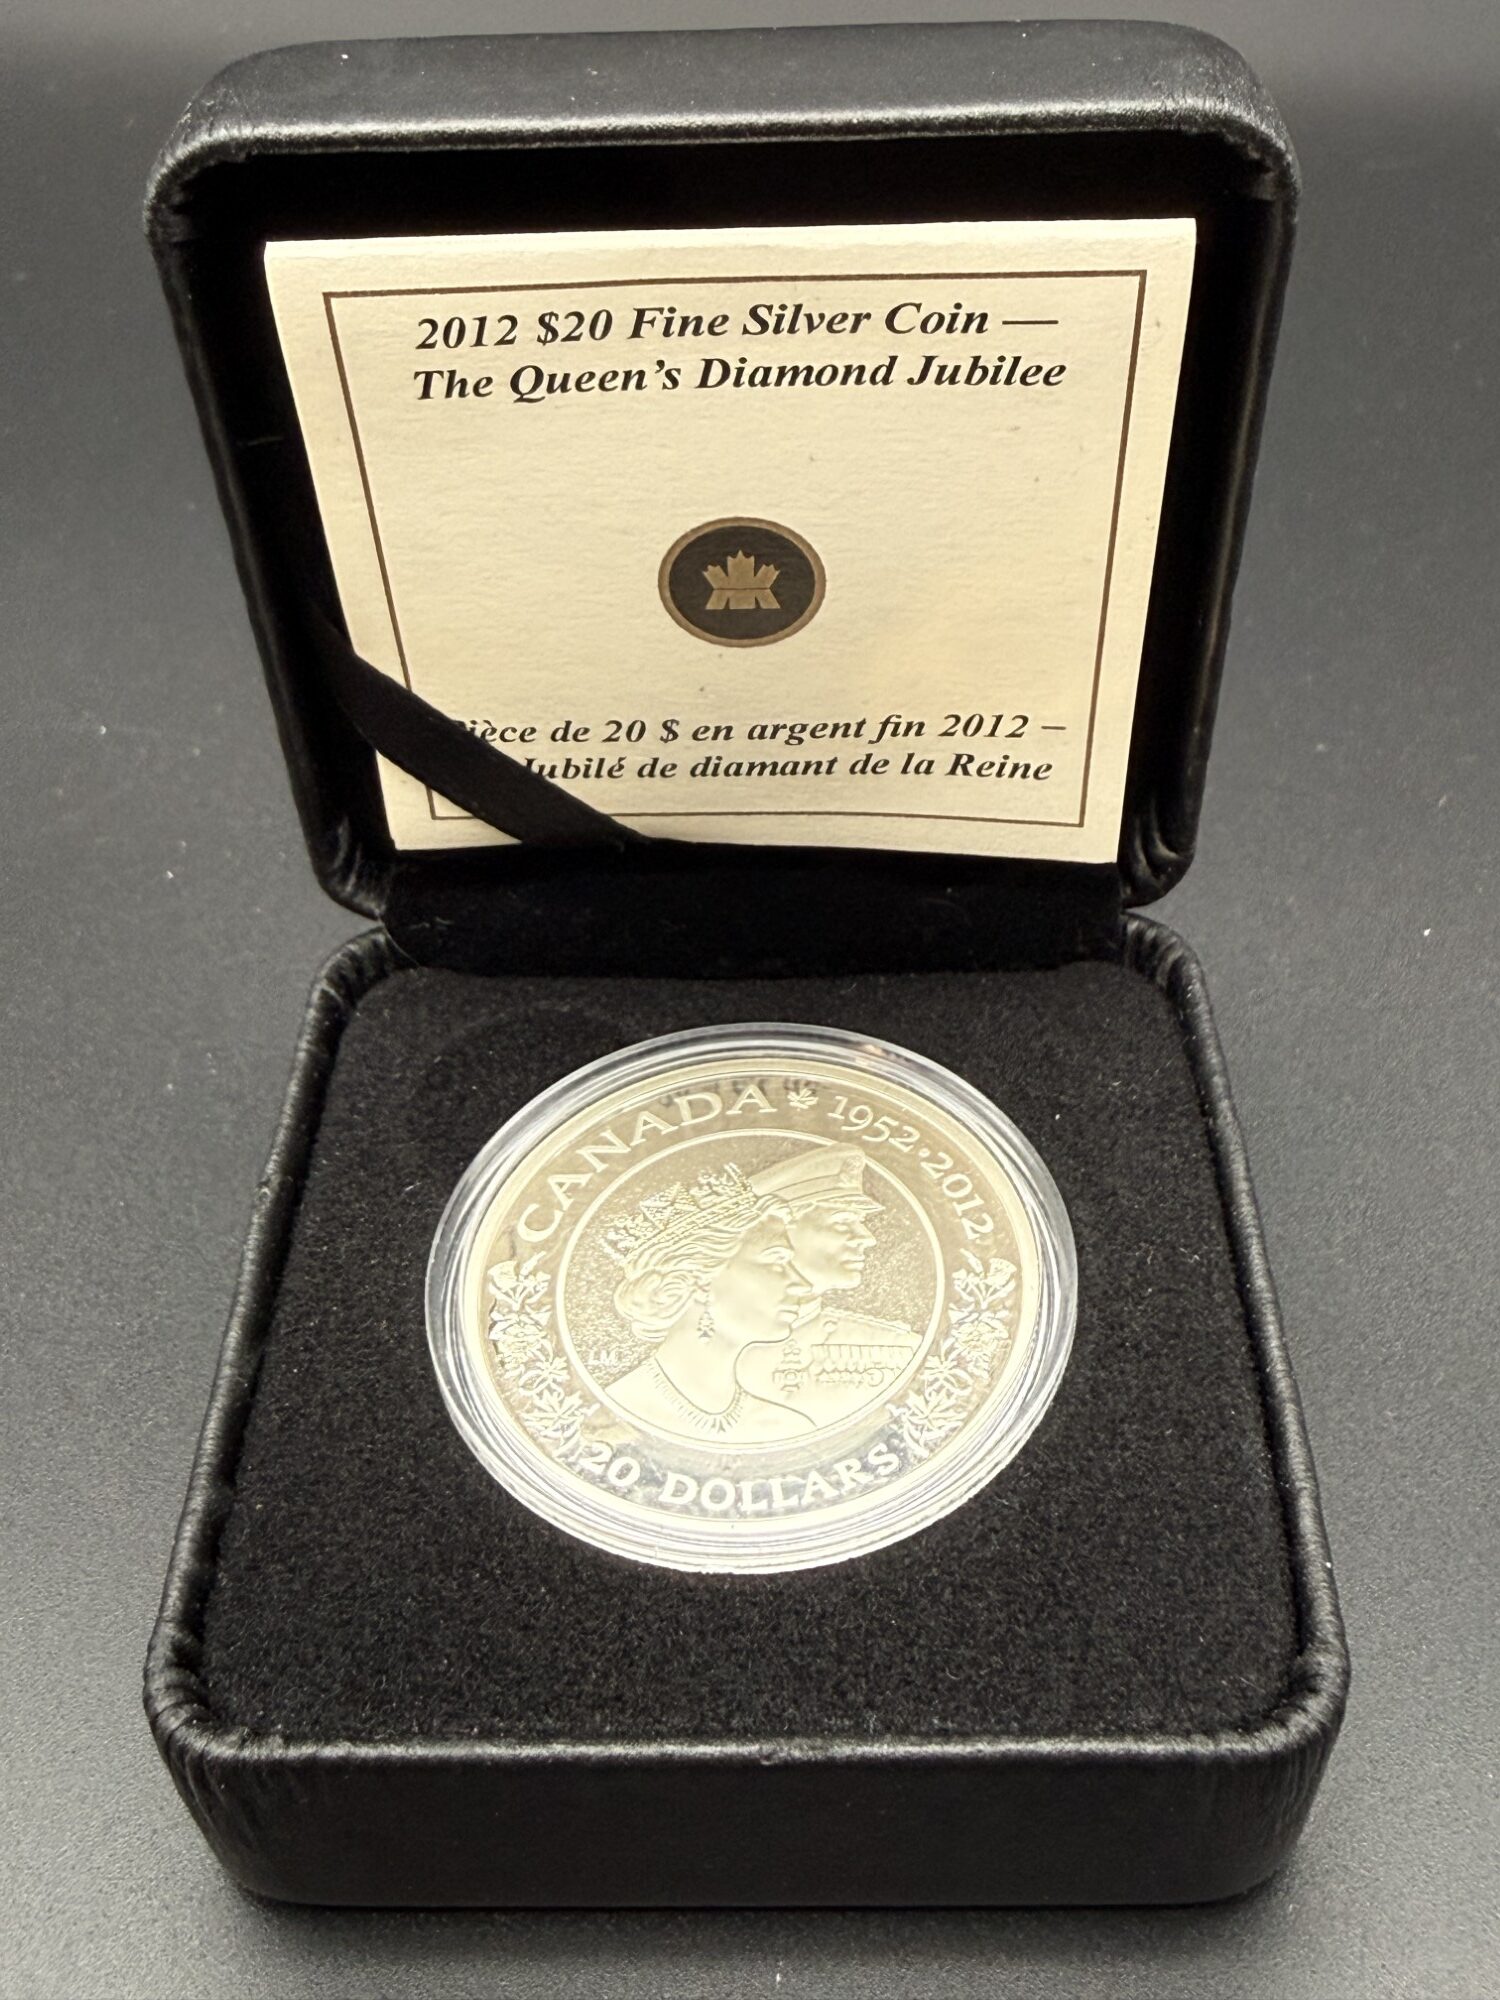 2012 $20 Fine Silver Coin —
The Queen's Diamond Jubilee
ièce de 20 $ en argent fin 2012 –
Jubilé de diamant de la Reine
CANADA 1952 • 2012
LM
20 DOLLARS